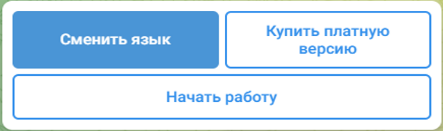 Сменить язык
Купить платную
версию
Начать работу